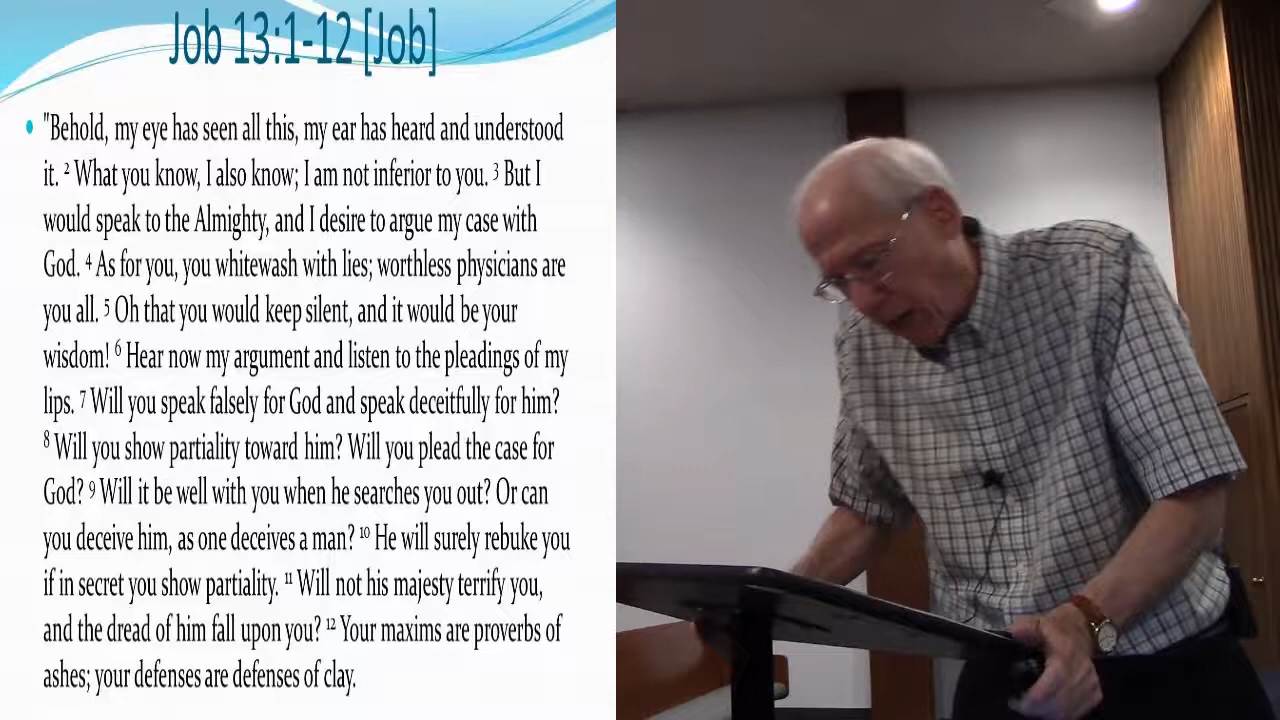 Job 13:1-12 [Job]
• "Behold, my eye has seen all this, my ear has heard and understood
it. ² What you know, I also know; I am not inferior to you. ³ But I
would speak to the Almighty, and I desire to argue my case with
God. ⁴ As for you, you whitewash with lies; worthless physicians are
you all. ⁵ Oh that you would keep silent, and it would be your
wisdom! ⁶ Hear now my argument and listen to the pleadings of my
lips. ⁷ Will you speak falsely for God and speak deceitfully for him?
⁸ Will you show partiality toward him? Will you plead the case for
God? ⁹ Will it be well with you when he searches you out? Or can
you deceive him, as one deceives a man? ¹⁰ He will surely rebuke you
if in secret you show partiality. ¹¹ Will not his majesty terrify you,
and the dread of him fall upon you? ¹² Your maxims are proverbs of
ashes; your defenses are defenses of clay.